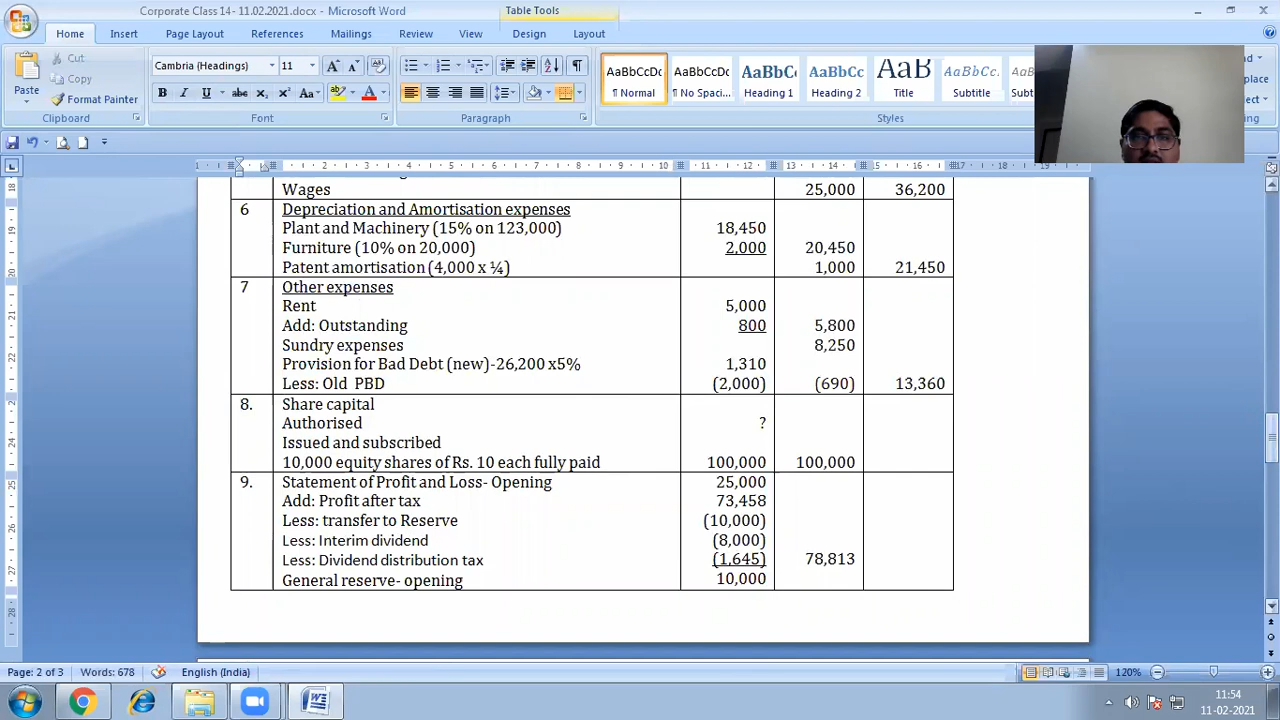 Corporate Class 14- 11.02.2021.docx - Microsoft Word
Table Tools
Home Insert Page Layout References Mailings Review View Design Layout
Cut
Copy
Paste
Format Painter
Cambria (Headings) 11
AaBbCcDc AaBbCcDc AaBbCc AaBbCc AaB AaBbCc.
¶ Normal ¶ No Spaci... Heading 1 Heading 2 Title Subtitle
Clipboard Font Paragraph Styles
Wages 25,000 36,200
6 Depreciation and Amortisation expenses
Plant and Machinery (15% on 123,000) 18,450
Furniture (10% on 20,000) 2,000 20,450
Patent amortisation (4,000 x ¼) 1,000 21,450
7 Other expenses
Rent 5,000
Add: Outstanding 800 5,800
Sundry expenses 8,250
Provision for Bad Debt (new)-26,200 x5% 1,310
Less: Old PBD (2,000) (690) 13,360
8. Share capital
Authorised ?
Issued and subscribed
10,000 equity shares of Rs. 10 each fully paid 100,000 100,000
9. Statement of Profit and Loss- Opening 25,000
Add: Profit after tax 73,458
Less: transfer to Reserve (10,000)
Less: Interim dividend (8,000)
Less: Dividend distribution tax (1,645) 78,813
General reserve- opening 10,000
Page: 2 of 3 Words: 678 English (India) 120%
11:54
11-02-2021